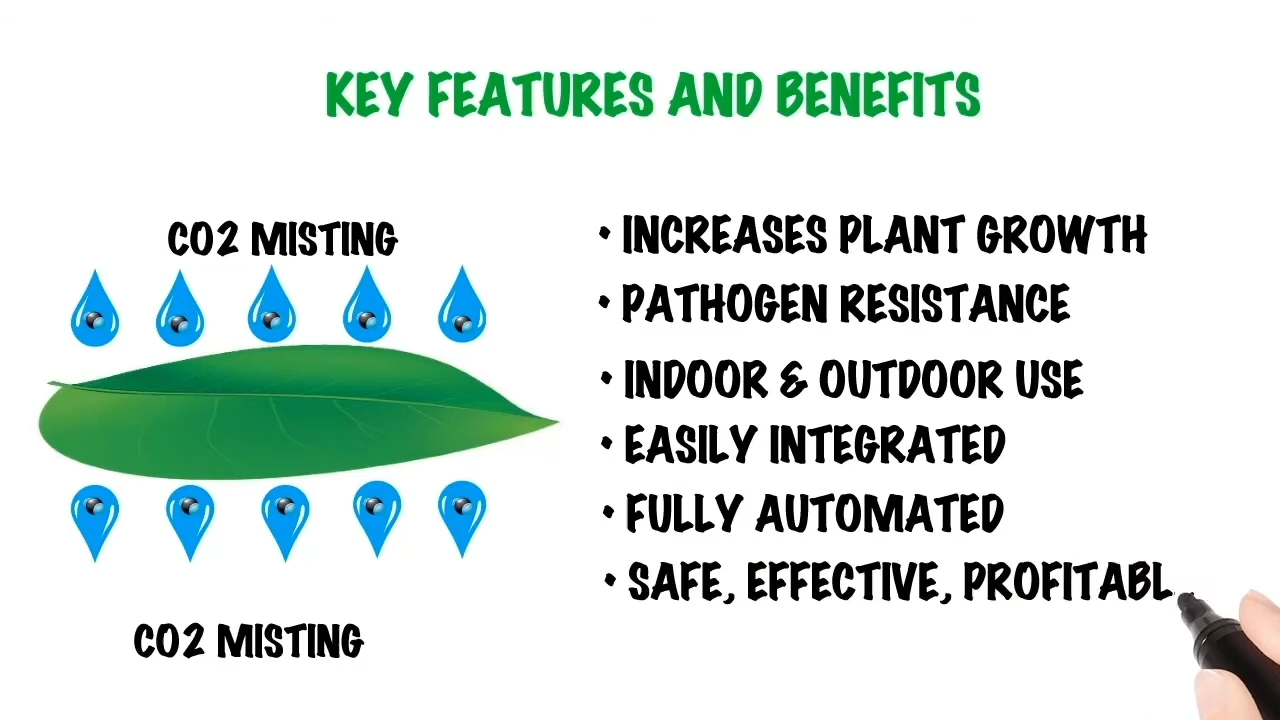 KEY FEATURES AND BENEFITS
CO2 MISTING
• INCREASES PLANT GROWTH
• PATHOGEN RESISTANCE
• INDOOR & OUTDOOR USE
• EASILY INTEGRATED
• FULLY AUTOMATED
• SAFE, EFFECTIVE, PROFITABL
CO2 MISTING